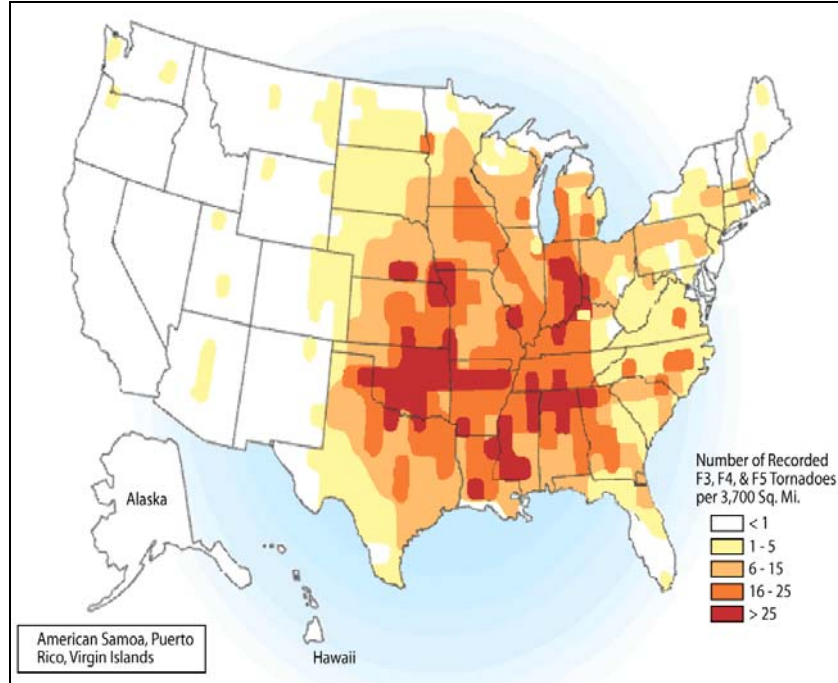 Alaska
Hawaii
American Samoa, Puerto
Rico, Virgin Islands
Number of Recorded
F3, F4, & F5 Tornadoes
per 3,700 Sq. Mi.
< 1
1 - 5
6 - 15
16 - 25
> 25